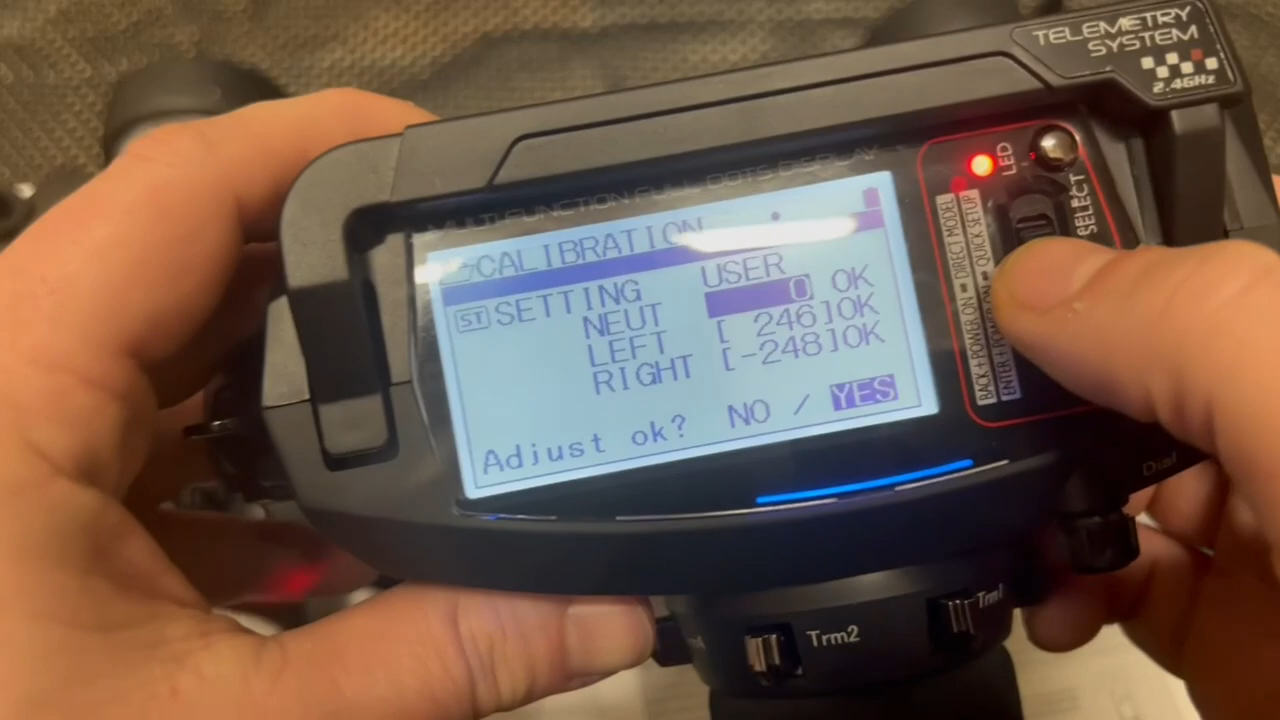 TELEMETRY
SYSTEM
2.4GHz
MULTI FUNCTION FULL DOTS DISPLAY
LED
SELECT
BACK+POWER ON = DIRECT MODEL
ENTER+POWER ON = QUICK SETUP
CALIBRATION
ST SETTING USER
NEUT 0 OK
LEFT [ 246]OK
RIGHT [-248]OK
Adjust ok? NO / YES
Dial
Trm1
Trm2